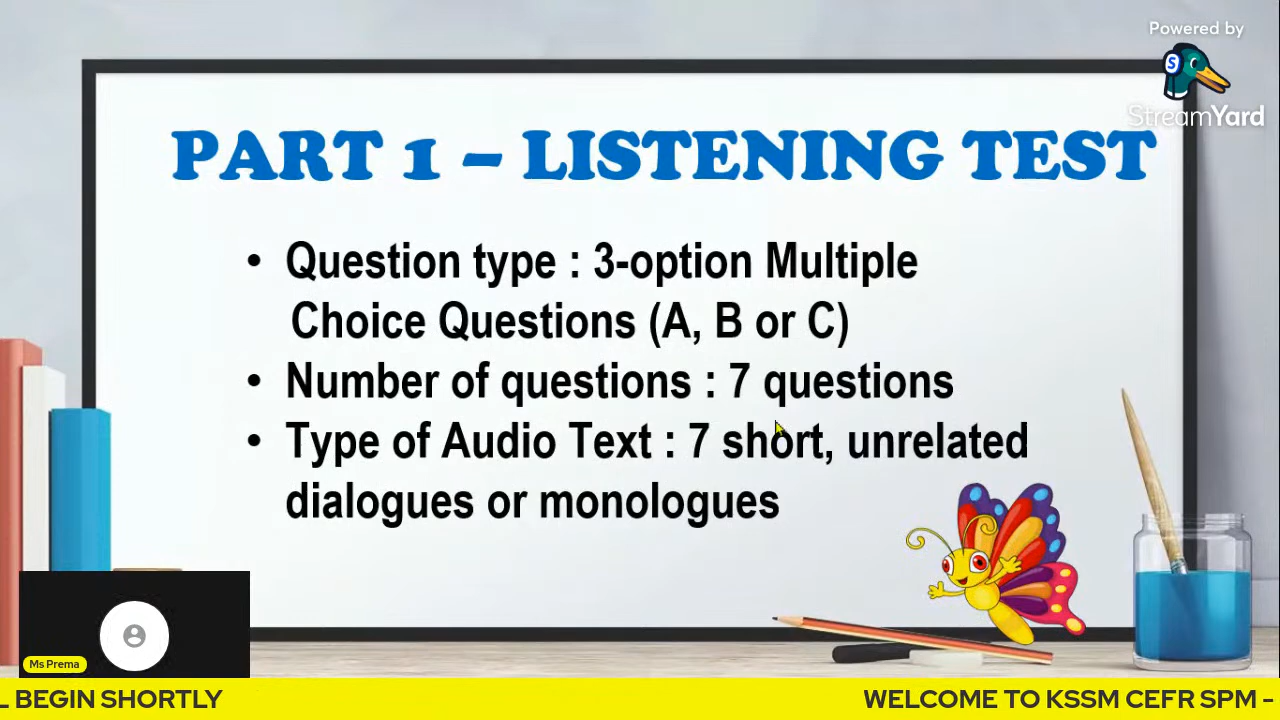 Powered by
StreamYard
PART 1 – LISTENING TEST
• Question type : 3-option Multiple
Choice Questions (A, B or C)
• Number of questions : 7 questions
• Type of Audio Text : 7 short, unrelated
dialogues or monologues
Ms Prema
L BEGIN SHORTLY
WELCOME TO KSSM CEFR SPM -